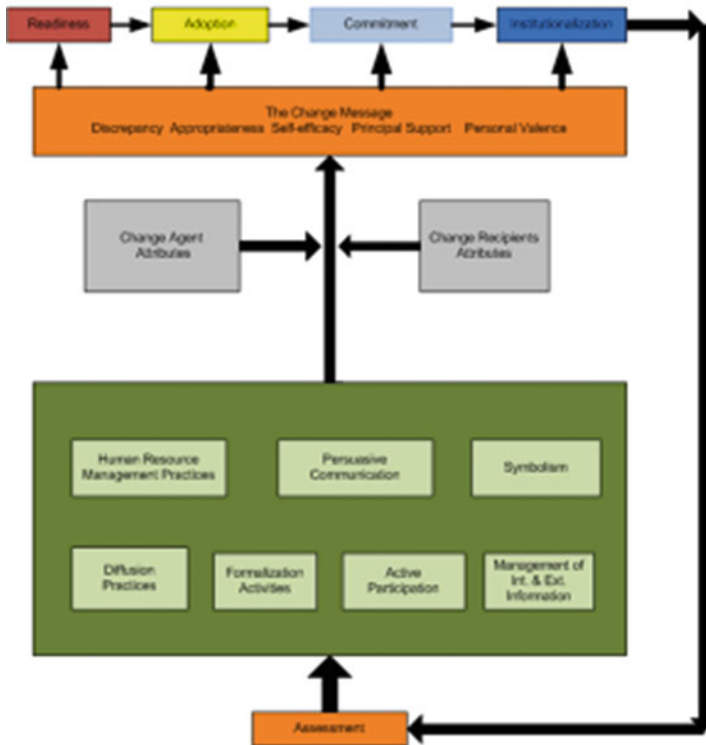 Readiness Adoption Commitment Institutionalization
The Change Message
Discrepancy Appropriateness Self-efficacy Principal Support Personal Valence
Change Agent
Attributes
Change Recipients
Attributes
Human Resource
Management Practices
Persuasive
Communication
Symbolism
Diffusion
Practices
Formalization
Activities
Active
Participation
Management of
Int. & Ext.
Information
Assessment